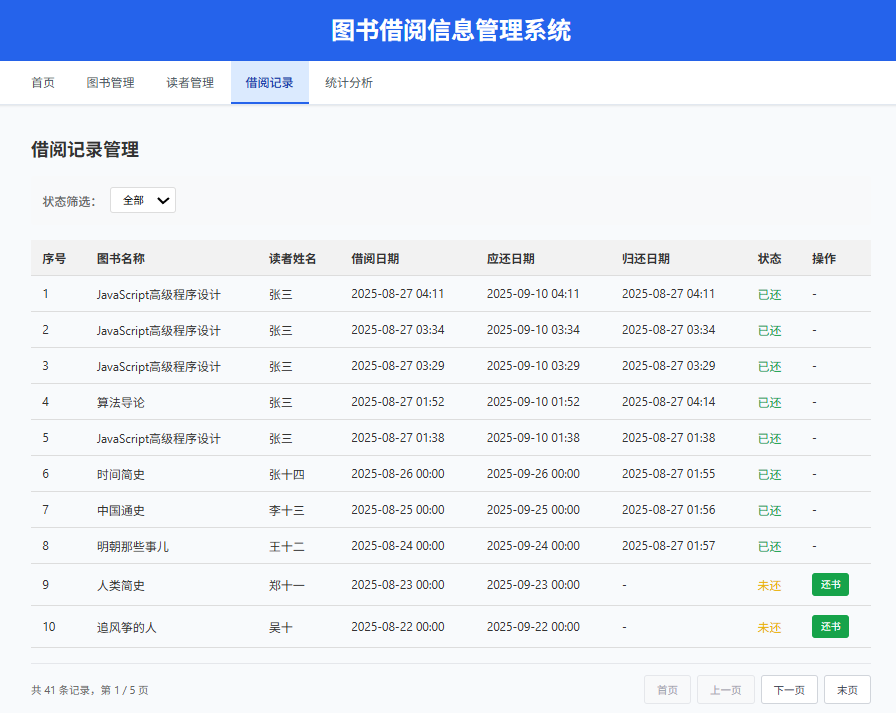 图书借阅信息管理系统
首页 图书管理 读者管理 借阅记录 统计分析
借阅记录管理
状态筛选： 全部
序号 图书名称 读者姓名 借阅日期 应还日期 归还日期 状态 操作
1 JavaScript高级程序设计 张三 2025-08-27 04:11 2025-09-10 04:11 2025-08-27 04:11 已还 -
2 JavaScript高级程序设计 张三 2025-08-27 03:34 2025-09-10 03:34 2025-08-27 03:34 已还 -
3 JavaScript高级程序设计 张三 2025-08-27 03:29 2025-09-10 03:29 2025-08-27 03:29 已还 -
4 算法导论 张三 2025-08-27 01:52 2025-09-10 01:52 2025-08-27 04:14 已还 -
5 JavaScript高级程序设计 张三 2025-08-27 01:38 2025-09-10 01:38 2025-08-27 01:38 已还 -
6 时间简史 张十四 2025-08-26 00:00 2025-09-26 00:00 2025-08-27 01:55 已还 -
7 中国通史 李十三 2025-08-25 00:00 2025-09-25 00:00 2025-08-27 01:56 已还 -
8 明朝那些事儿 王十二 2025-08-24 00:00 2025-09-24 00:00 2025-08-27 01:57 已还 -
9 人类简史 郑十一 2025-08-23 00:00 2025-09-23 00:00 - 未还 还书
10 追风筝的人 吴十 2025-08-22 00:00 2025-09-22 00:00 - 未还 还书
共 41 条记录，第 1 / 5 页 首页 上一页 下一页 末页